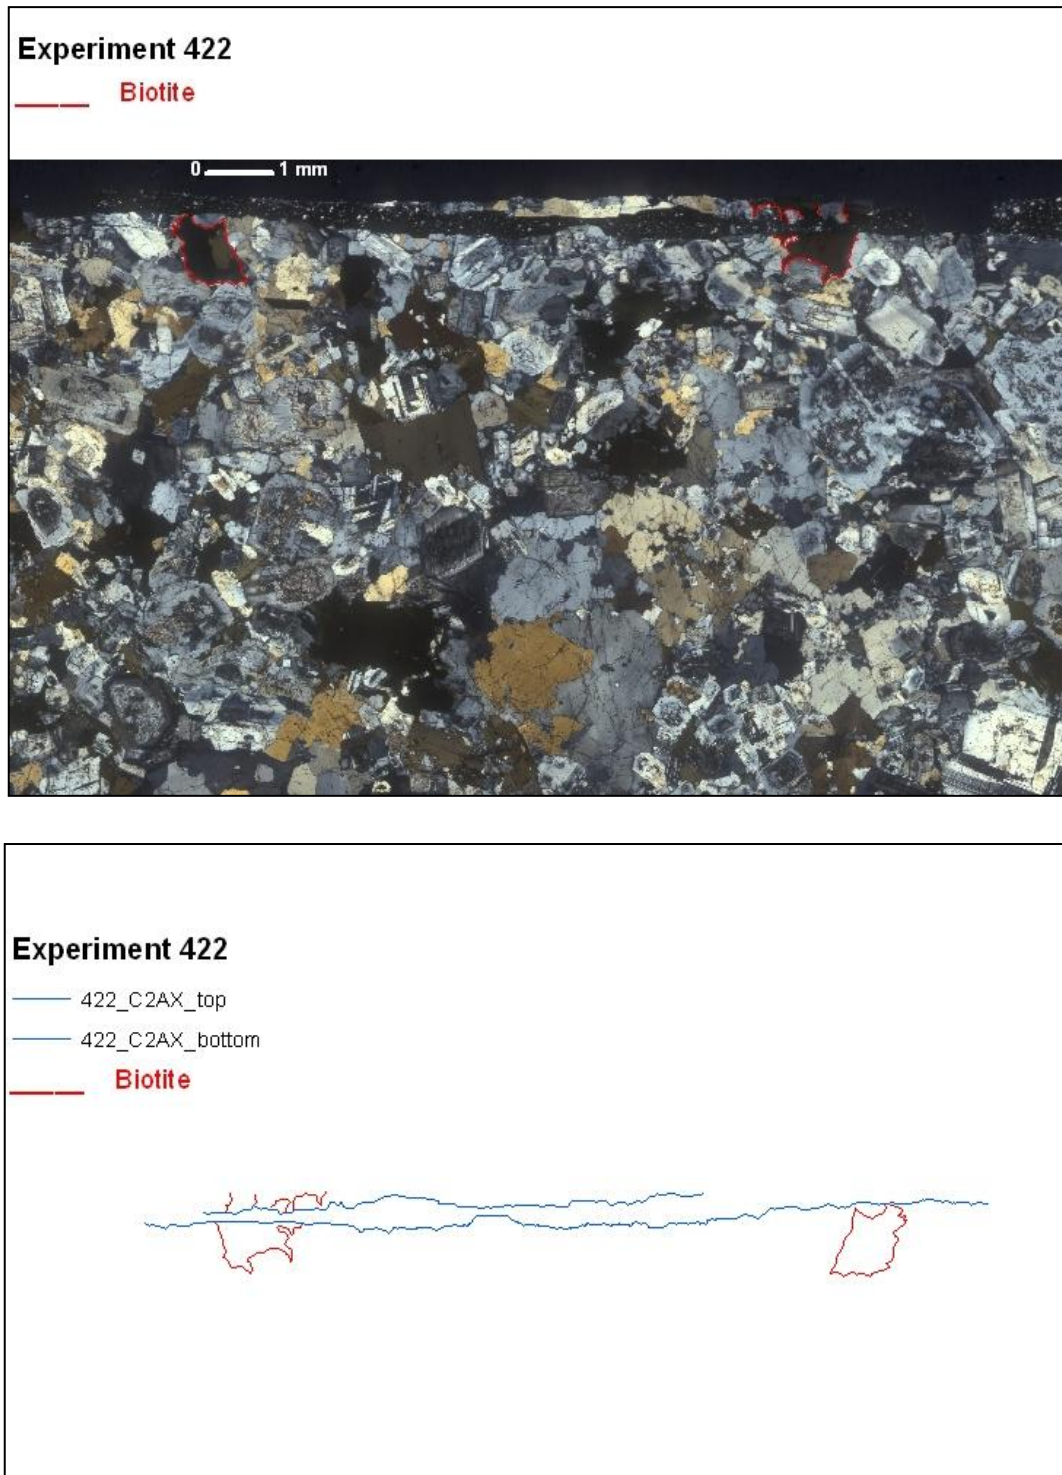 Experiment 422
Biotite
0 1 mm
Experiment 422
422_C2AX_top
422_C2AX_bottom
Biotite